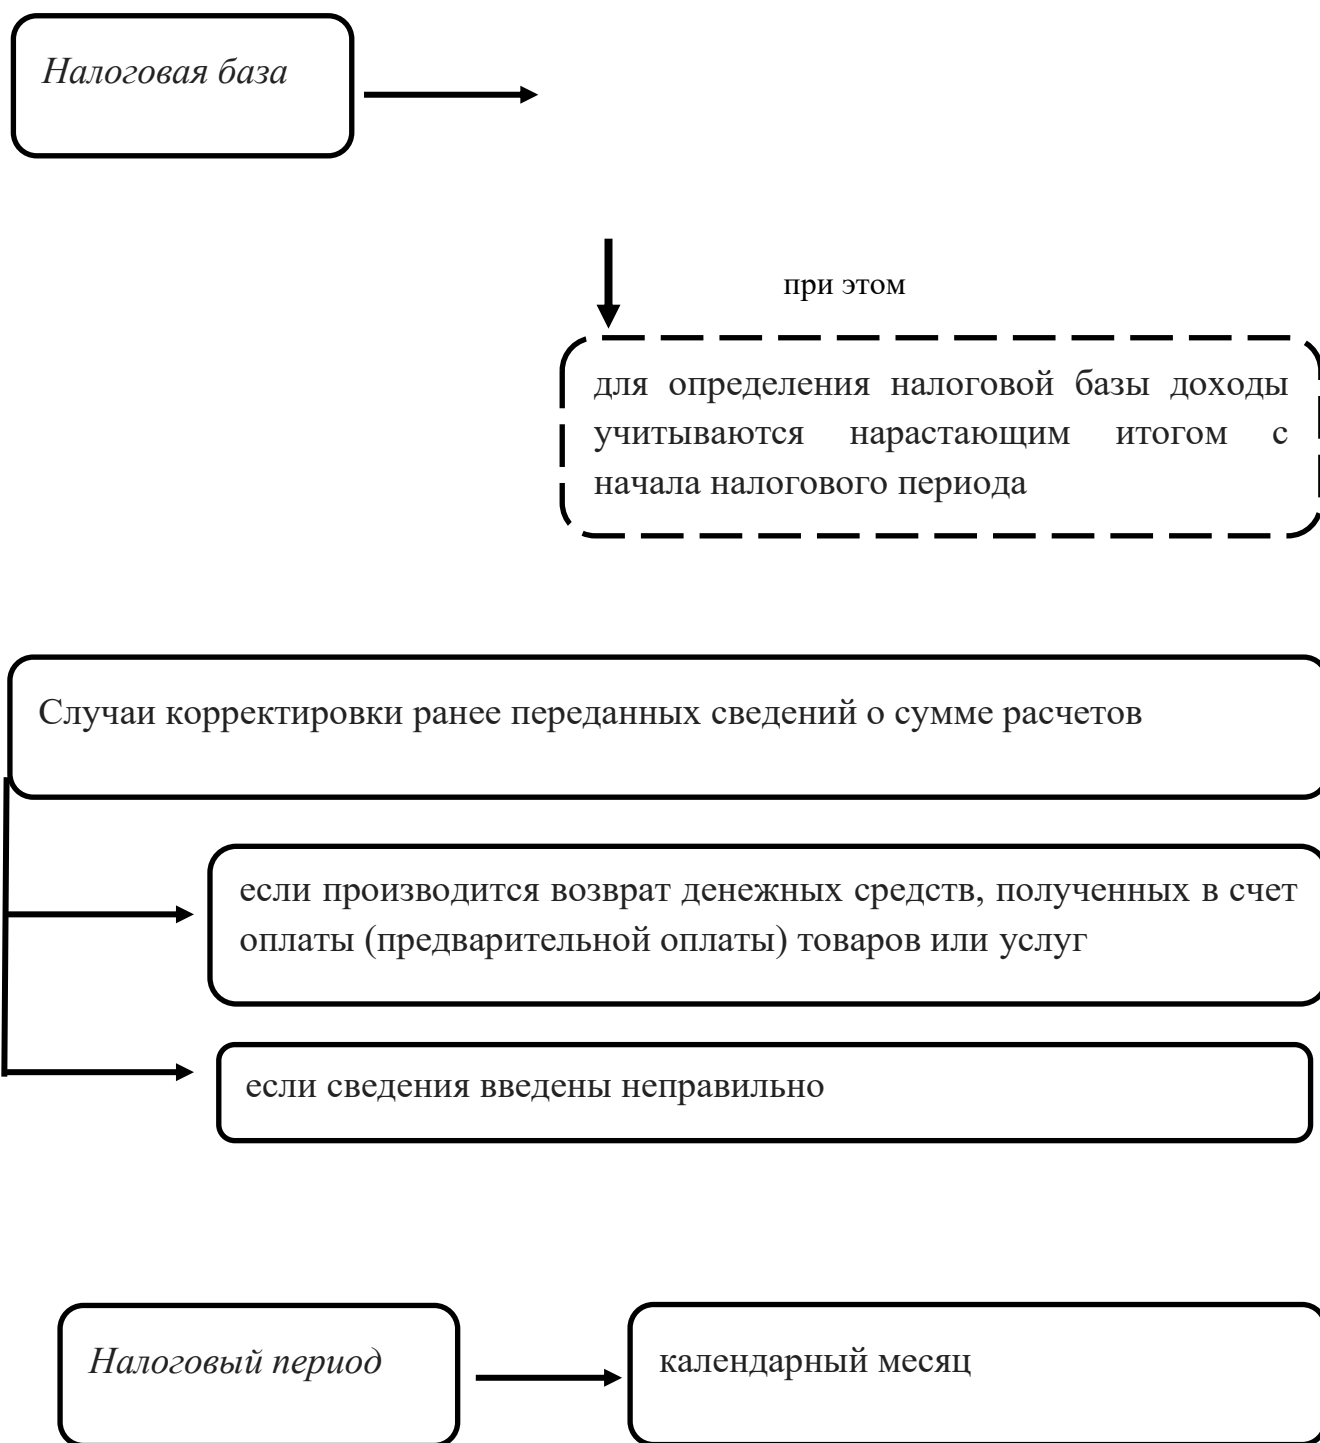 Налоговая база
при этом
для определения налоговой базы доходы
учитываются нарастающим итогом с
начала налогового периода
Случаи корректировки ранее переданных сведений о сумме расчетов
если производится возврат денежных средств, полученных в счет
оплаты (предварительной оплаты) товаров или услуг
если сведения введены неправильно
Налоговый период
календарный месяц